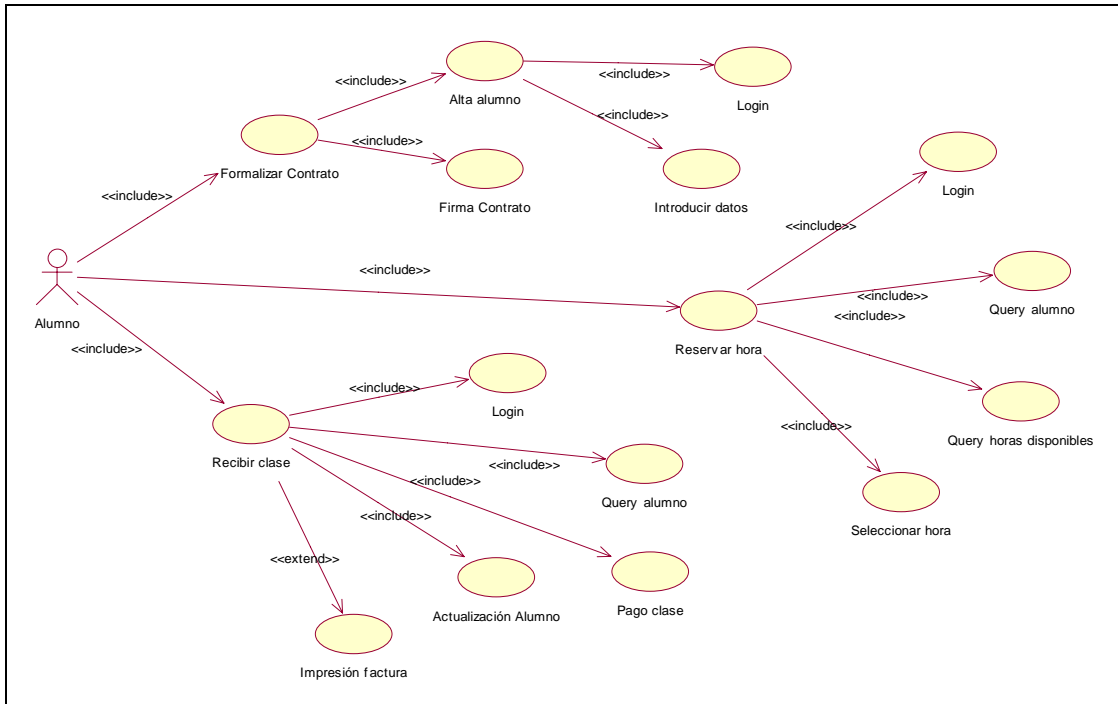 <<include>>
Alta alumno
<<include>>
Login
<<include>>
<<include>>
Formalizar Contrato
Firma Contrato
Introducir datos
Login
<<include>>
<<include>>
<<include>>
Alumno
<<include>>
<<include>>
Query alumno
<<include>>
Reservar hora
<<include>>
<<include>>
Login
Query horas disponibles
<<include>>
Recibir clase
<<include>>
<<include>>
Query alumno
<<include>>
Seleccionar hora
<<extend>>
Actualización Alumno
Pago clase
Impresión factura